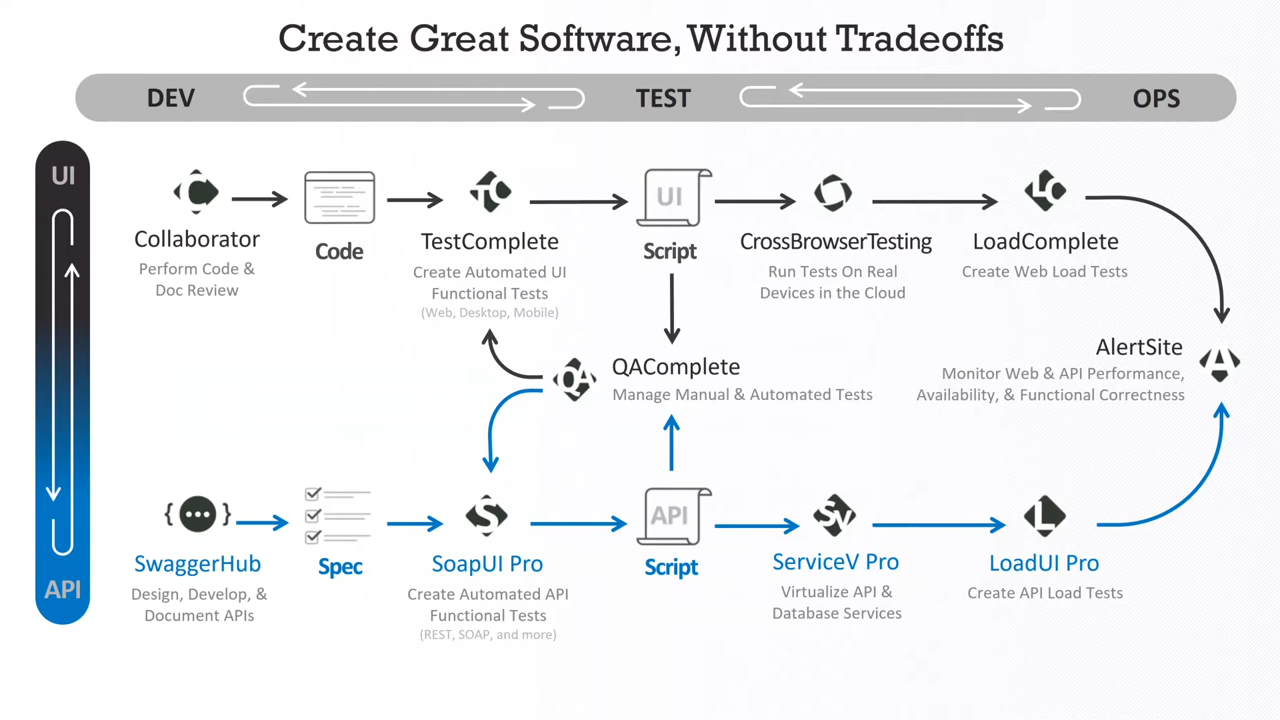 Create Great Software, Without Tradeoffs
DEV
TEST
OPS
UI
API
C
Collaborator
Perform Code &
Doc Review
Code
TC
TestComplete
Create Automated UI
Functional Tests
(Web, Desktop, Mobile)
UI
Script
CrossBrowserTesting
Run Tests On Real
Devices in the Cloud
LC
LoadComplete
Create Web Load Tests
QA
QAComplete
Manage Manual & Automated Tests
A
AlertSite
Monitor Web & API Performance,
Availability, & Functional Correctness
{...}
SwaggerHub
Design, Develop, &
Document APIs
Spec
S
SoapUI Pro
Create Automated API
Functional Tests
(REST, SOAP, and more)
API
Script
Sv
ServiceV Pro
Virtualize API &
Database Services
L
LoadUI Pro
Create API Load Tests